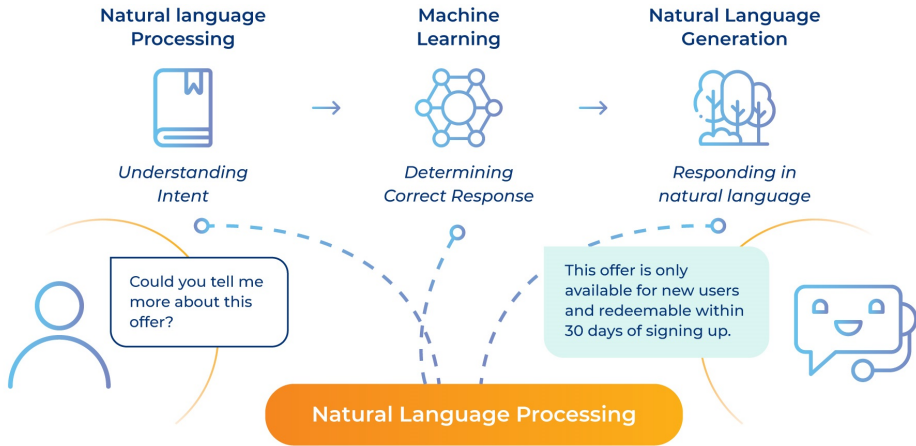 Natural language
Processing
Machine
Learning
Natural Language
Generation
Understanding
Intent
Determining
Correct Response
Responding in
natural language
Could you tell me
more about this
offer?
This offer is only
available for new users
and redeemable within
30 days of signing up.
Natural Language Processing